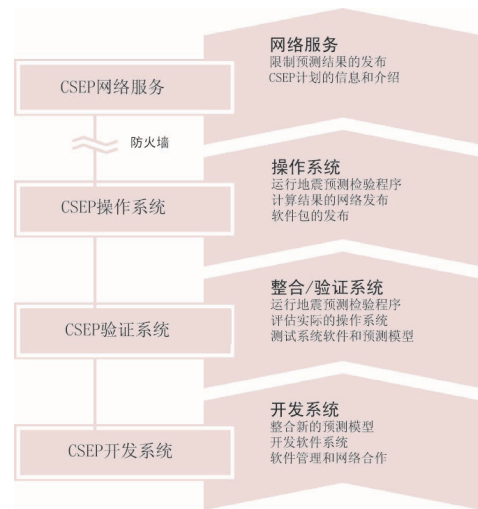 CSEP网络服务
网络服务
限制预测结果的发布
CSEP计划的信息和介绍
防火墙
CSEP操作系统
操作系统
运行地震预测检验程序
计算结果的网络发布
软件包的发布
CSEP验证系统
整合/验证系统
运行地震预测检验程序
评估实际的操作系统
测试系统软件和预测模型
CSEP开发系统
开发系统
整合新的预测模型
开发软件系统
软件管理和网络合作